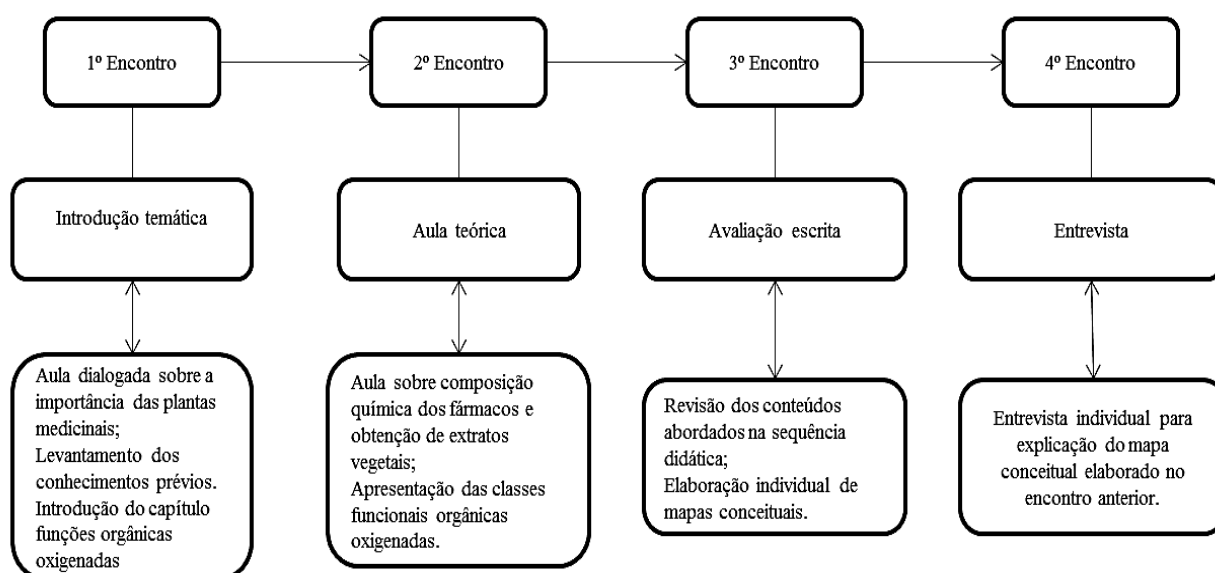 1º Encontro
2º Encontro
3º Encontro
4º Encontro
Introdução temática
Aula teórica
Avaliação escrita
Entrevista
Aula dialogada sobre a
importância das plantas
medicinais;
Levantamento dos
conhecimentos prévios.
Introdução do capítulo
funções orgânicas
oxigenadas
Aula sobre composição
química dos fármacos e
obtenção de extratos
vegetais;
Apresentação das classes
funcionais orgânicas
oxigenadas.
Revisão dos conteúdos
abordados na sequência
didática;
Elaboração individual de
mapas conceituais.
Entrevista individual para
explicação do mapa
conceitual elaborado no
encontro anterior.